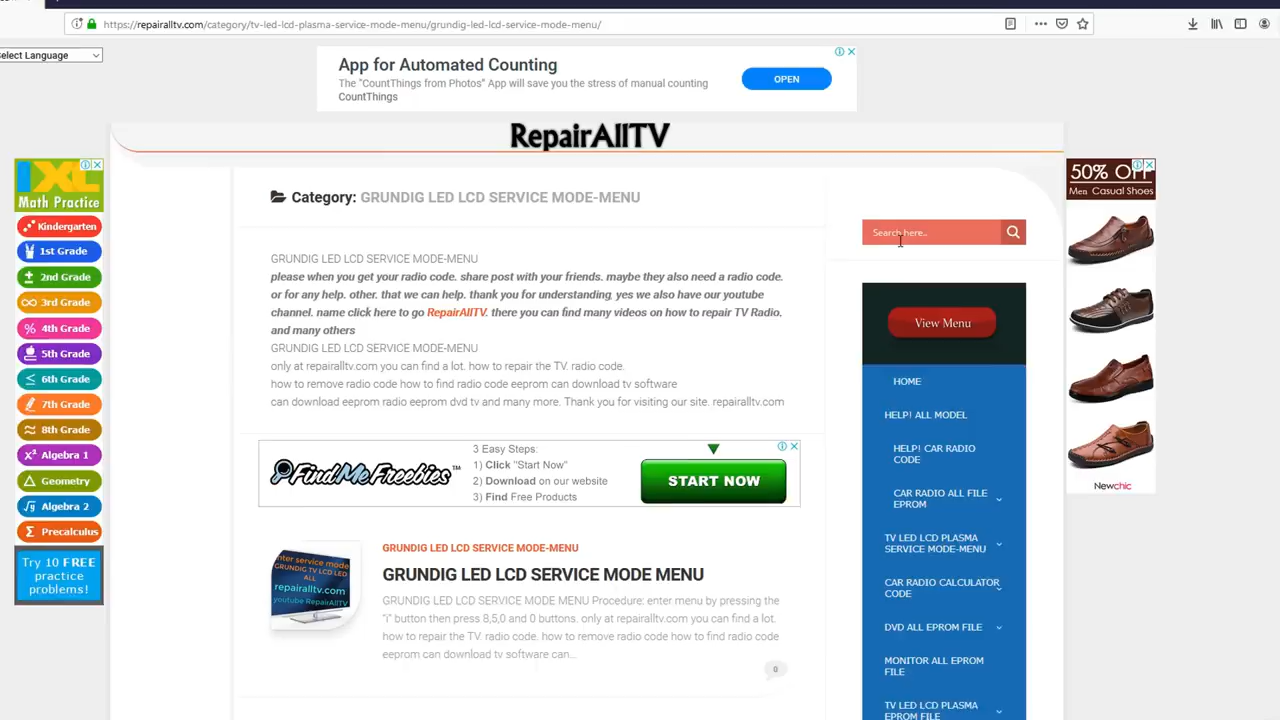 https://repairalltv.com/category/tv-led-lcd-plasma-service-mode-menu/grundig-led-lcd-service-mode-menu/
Select Language
App for Automated Counting
The "CountThings from Photos" App will save you the stress of manual counting
CountThings
OPEN
RepairAllTV
IXL
Math Practice
Kindergarten
1st Grade
2nd Grade
3rd Grade
4th Grade
5th Grade
6th Grade
7th Grade
8th Grade
Algebra 1
Geometry
Algebra 2
Precalculus
Try 10 FREE
practice
problems!
Category: GRUNDIG LED LCD SERVICE MODE-MENU
GRUNDIG LED LCD SERVICE MODE-MENU
please when you get your radio code. share post with your friends. maybe they also need a radio code.
or for any help. other. that we can help. thank you for understanding, yes we also have our youtube
channel. name click here to go RepairAllTV. there you can find many videos on how to repair TV Radio.
and many others
GRUNDIG LED LCD SERVICE MODE-MENU
only at repairalltv.com you can find a lot. how to repair the TV. radio code.
how to remove radio code how to find radio code eeprom can download tv software
can download eeprom radio eeprom dvd tv and many more. Thank you for visiting our site. repairalltv.com
FindMeFreebies™
3 Easy Steps:
1) Click "Start Now"
2) Download on our website
3) Find Free Products
START NOW
enter service mode
GRUNDIG TV LCD LED
ALL
repairalltv.com
youtube RepairAllTV
GRUNDIG LED LCD SERVICE MODE-MENU
GRUNDIG LED LCD SERVICE MODE MENU
GRUNDIG LED LCD SERVICE MODE MENU Procedure: enter menu by pressing the
"i" button then press 8,5,0 and 0 buttons. only at repairalltv.com you can find a lot.
how to repair the TV. radio code. how to remove radio code how to find radio code
eeprom can download tv software can...
0
Search here..
View Menu
HOME
HELP! ALL MODEL
HELP! CAR RADIO
CODE
CAR RADIO ALL FILE
EPROM
TV LED LCD PLASMA
SERVICE MODE-MENU
CAR RADIO CALCULATOR
CODE
DVD ALL EPROM FILE
MONITOR ALL EPROM
FILE
TV LED LCD PLASMA
EPROM FILE
50% OFF
Men Casual Shoes
Newchic